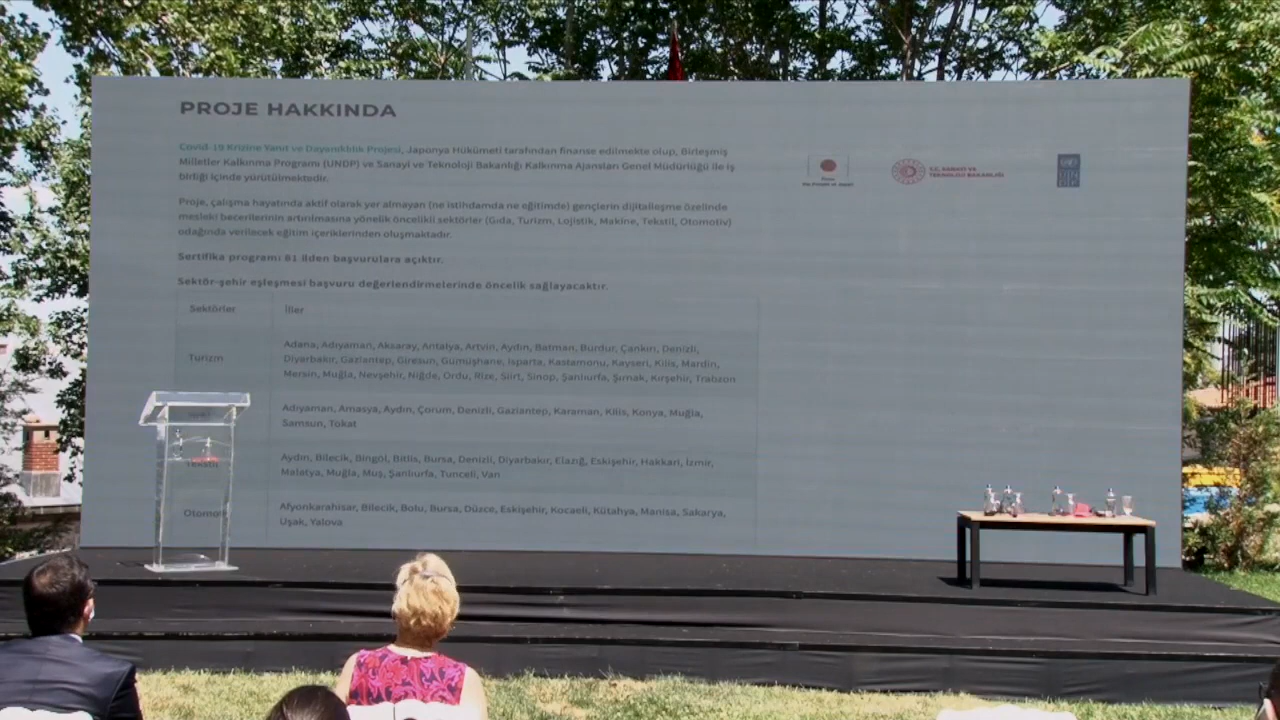 PROJE HAKKINDA
Covid-19 Krizine Yanıt ve Dayanıklılık Projesi, Japonya Hükümeti tarafından finanse edilmekte olup, Birleşmiş
Milletler Kalkınma Programı (UNDP) ve Sanayi ve Teknoloji Bakanlığı Kalkınma Ajansları Genel Müdürlüğü ile iş
birliği içinde yürütülmektedir.
Proje, çalışma hayatında aktif olarak yer almayan (ne istihdamda ne eğitimde) gençlerin dijitalleşme özelinde
mesleki becerilerinin artırılmasına yönelik öncelikli sektörler (Gıda, Turizm, Lojistik, Makine, Tekstil, Otomotiv)
odağında verilecek eğitim içeriklerinden oluşmaktadır.
Sertifika programı 81 ilden başvurulara açıktır.
Sektör-şehir eşleşmesi başvuru değerlendirmelerinde öncelik sağlayacaktır.
Sektörler İller
Turizm
Adana, Adıyaman, Aksaray, Antalya, Artvin, Aydın, Batman, Burdur, Çankırı, Denizli,
Diyarbakır, Gaziantep, Giresun, Gümüşhane, Isparta, Kastamonu, Kayseri, Kilis, Mardin,
Mersin, Muğla, Nevşehir, Niğde, Ordu, Rize, Siirt, Sinop, Şanlıurfa, Şırnak, Kırşehir, Trabzon
Adıyaman, Amasya, Aydın, Çorum, Denizli, Gaziantep, Karaman, Kilis, Konya, Muğla,
Samsun, Tokat
Tekstil
Aydın, Bilecik, Bingöl, Bitlis, Bursa, Denizli, Diyarbakır, Elazığ, Eskişehir, Hakkari, İzmir,
Malatya, Muğla, Muş, Şanlıurfa, Tunceli, Van
Otomoti
Afyonkarahisar, Bilecik, Bolu, Bursa, Düzce, Eskişehir, Kocaeli, Kütahya, Manisa, Sakarya,
Uşak, Yalova
T.C. SANAYİ VE
TEKNOLOJİ BAKANLIĞI